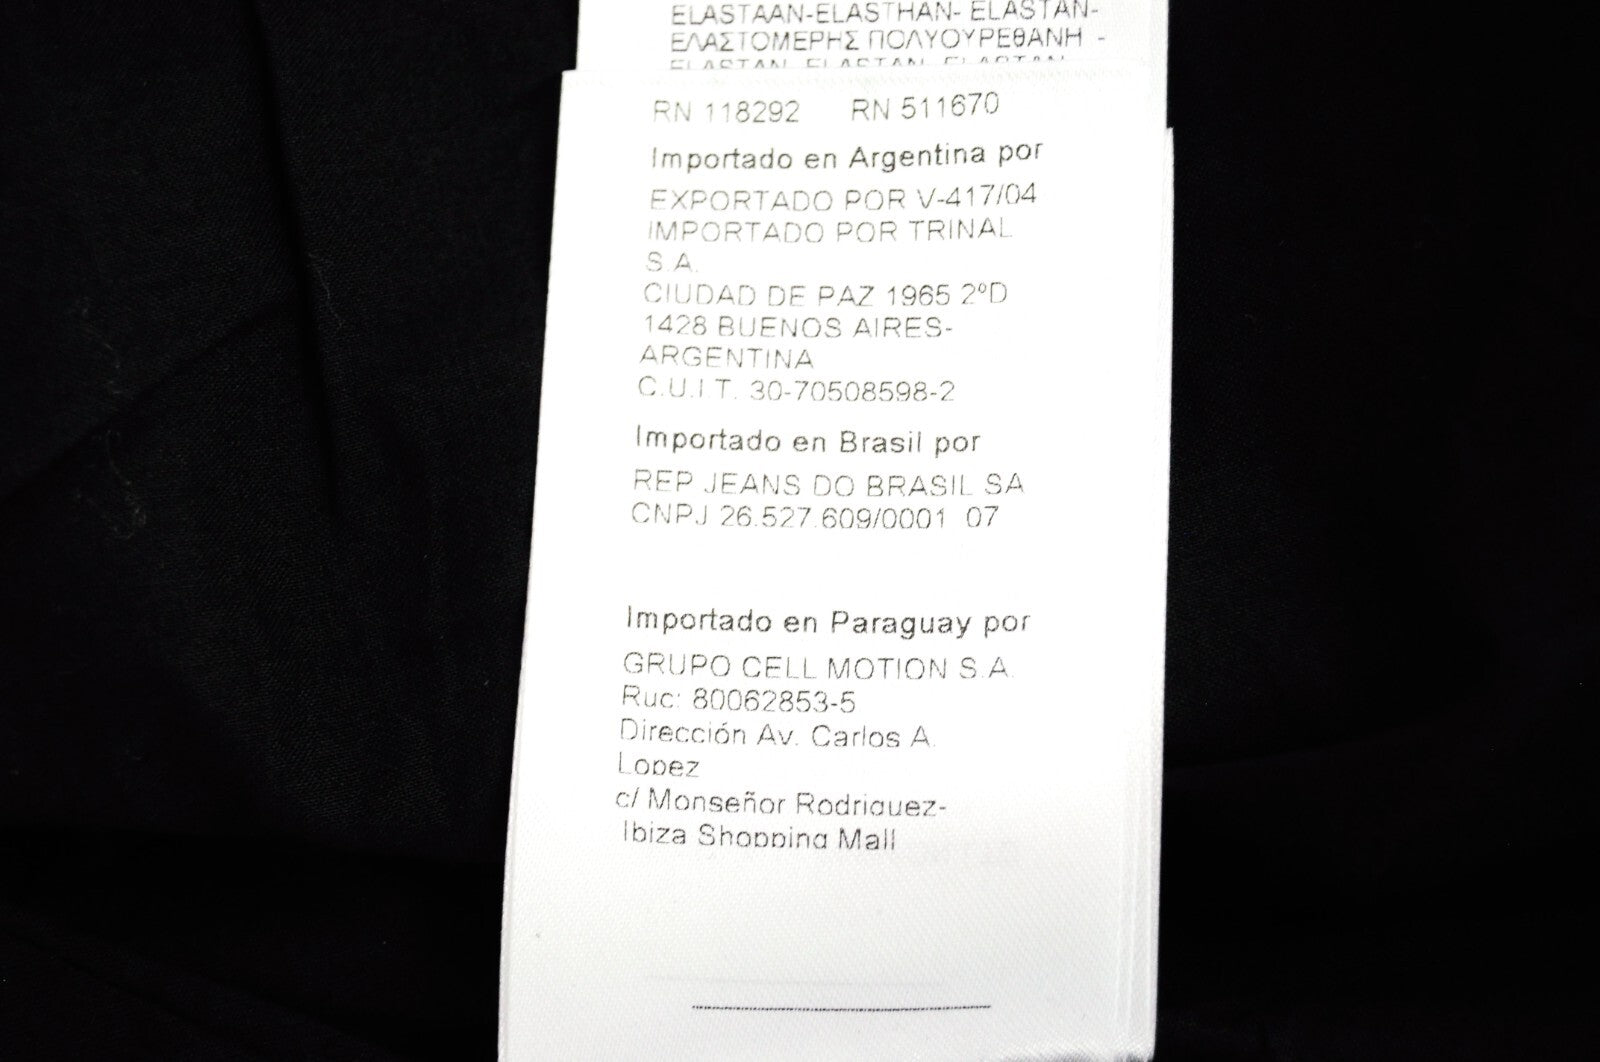 ELASTAAN-ELASTHAN- ELASTAN-
ΕΛΑΣΤΟΜΕΡΗΣ ΠΟΛΥΟΥΡΕΘΑΝΗ -
ELASTAN- ELASTAN- ELASTAN
RN 118292 RN 511670
Importado en Argentina por
EXPORTADO POR V-417/04
IMPORTADO POR TRINAL
S.A.
CIUDAD DE PAZ 1965 2ºD
1428 BUENOS AIRES-
ARGENTINA
C.U.I.T. 30-70508598-2
Importado en Brasil por
REP JEANS DO BRASIL SA
CNPJ 26.527.609/0001 07
Importado en Paraguay por
GRUPO CELL MOTION S.A.
Ruc: 80062853-5
Dirección Av. Carlos A.
Lopez
c/ Monseñor Rodriguez-
Ibiza Shopping Mall